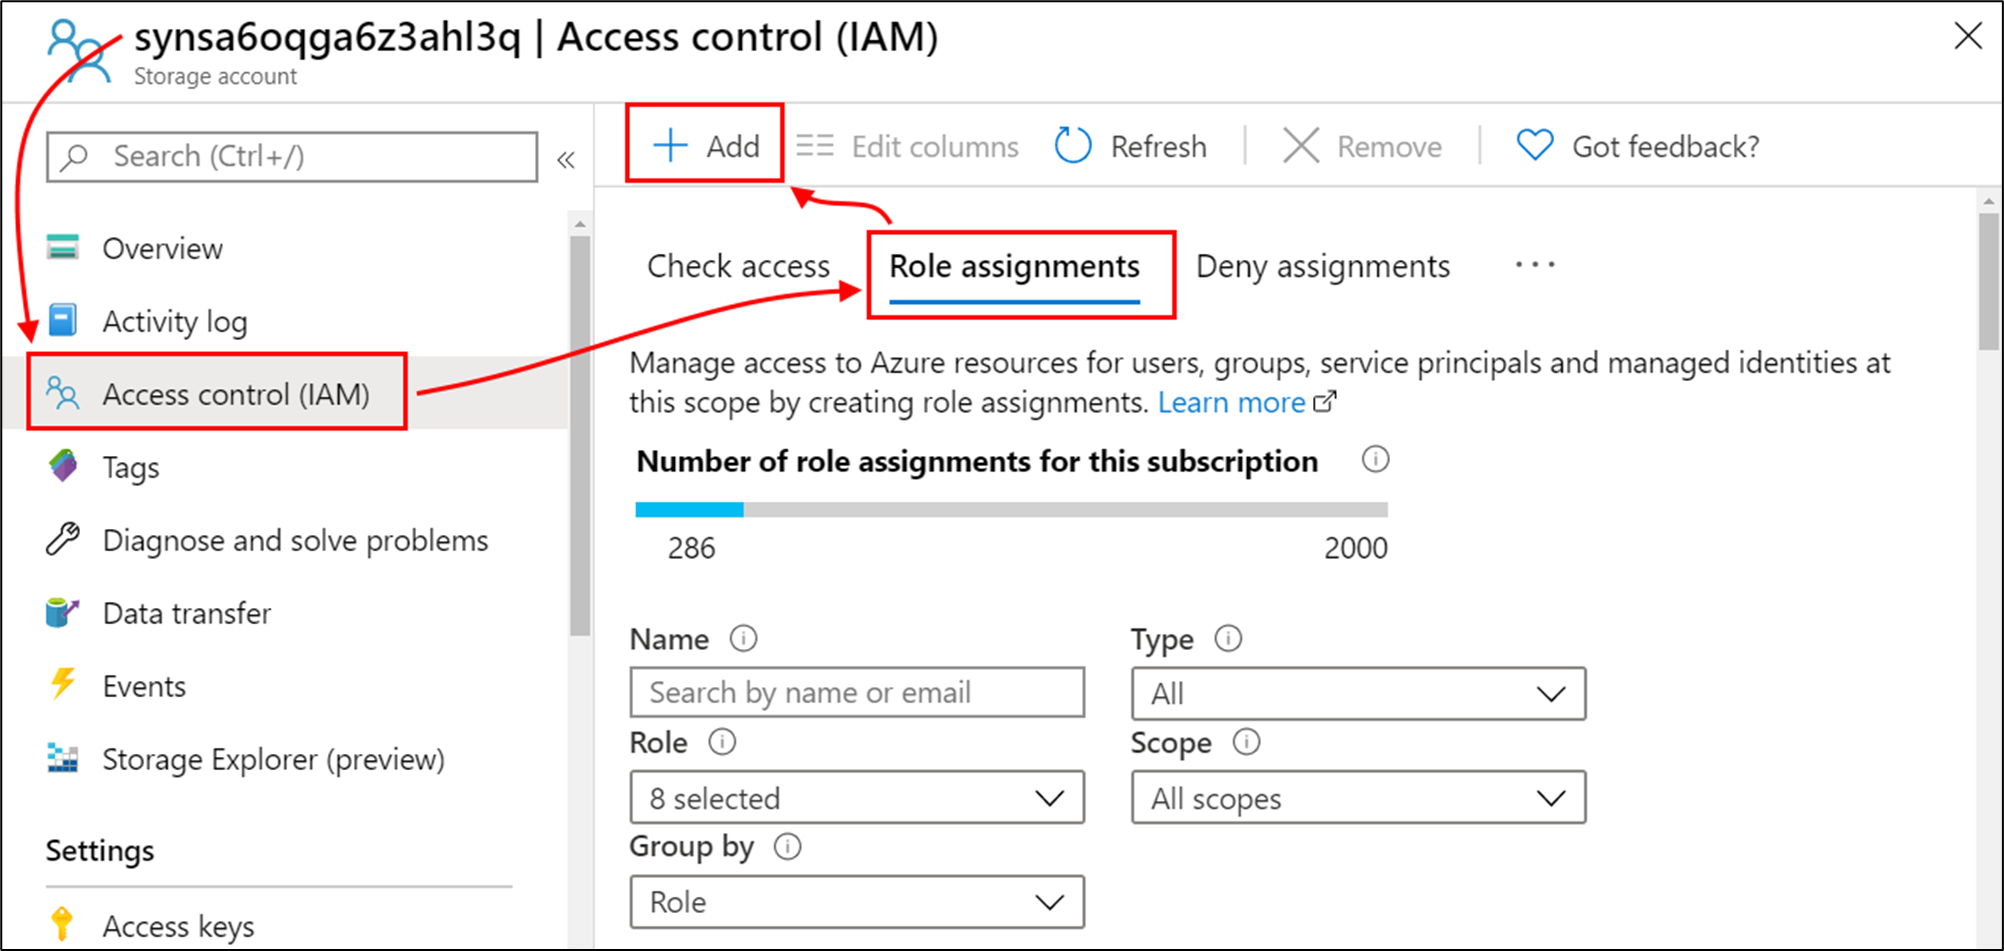 synsa6oqga6z3ahl3q | Access control (IAM)
Storage account
Search (Ctrl+/)
«
Overview
Activity log
Access control (IAM)
Tags
Diagnose and solve problems
Data transfer
Events
Storage Explorer (preview)
Settings
Access keys
Add
Edit columns
Refresh
Remove
Got feedback?
Check access
Role assignments
Deny assignments
...
Manage access to Azure resources for users, groups, service principals and managed identities at
this scope by creating role assignments. Learn more
Number of role assignments for this subscription
286
2000
Name
Search by name or email
Type
All
Role
8 selected
Scope
All scopes
Group by
Role